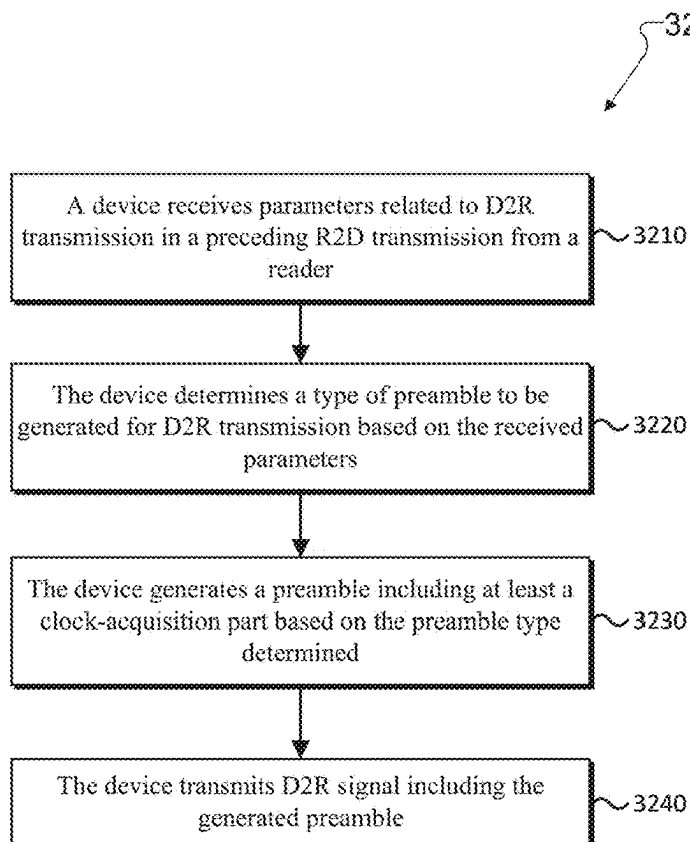 A device receives parameters related to D2R
transmission in a preceding R2D transmission from a
reader
3210
The device determines a type of preamble to be
generated for D2R transmission based on the received
parameters
3220
The device generates a preamble including at least a
clock-acquisition part based on the preamble type
determined
3230
The device transmits D2R signal including the
generated preamble
3240